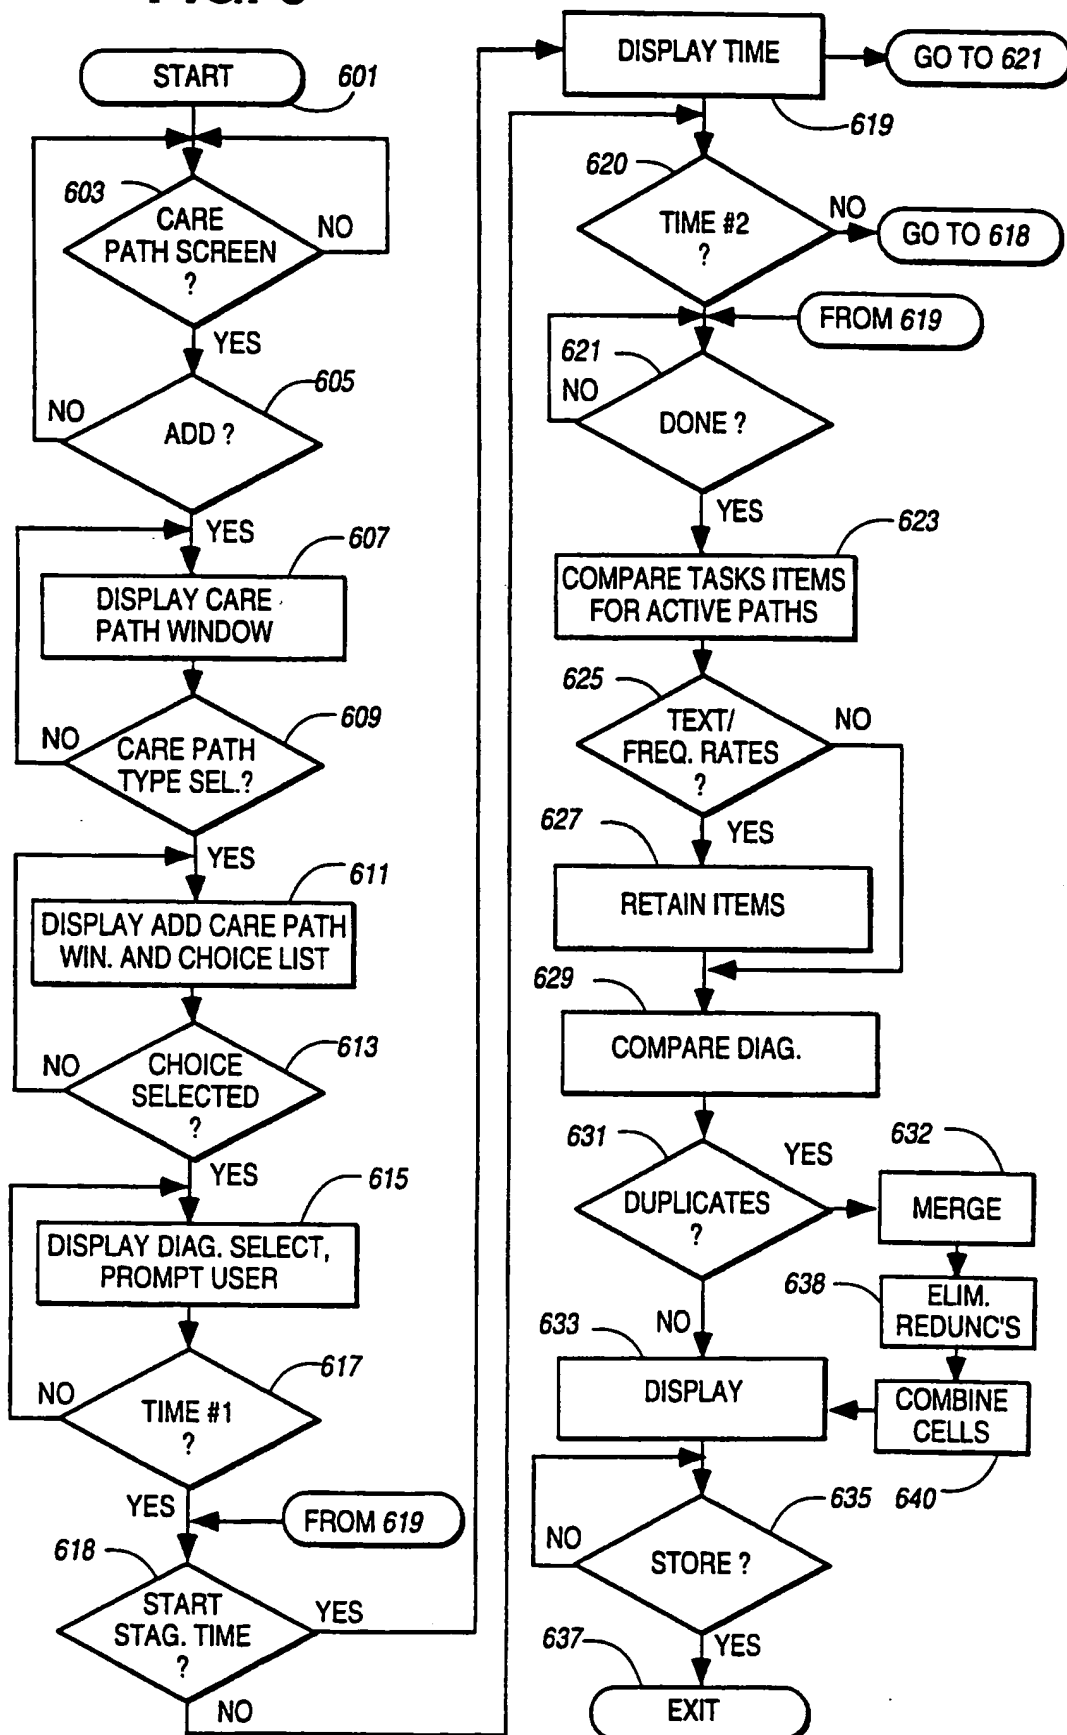 START
601
603
CARE
PATH SCREEN
?
NO
YES
605
NO
ADD ?
YES
607
DISPLAY CARE
PATH WINDOW
609
NO
CARE PATH
TYPE SEL.?
YES
611
DISPLAY ADD CARE PATH
WIN. AND CHOICE LIST
613
NO
CHOICE
SELECTED
?
YES
615
DISPLAY DIAG. SELECT,
PROMPT USER
617
NO
TIME #1
?
YES
FROM 619
618
START
STAG. TIME
?
YES
NO
DISPLAY TIME
GO TO 621
619
620
TIME #2
?
NO
GO TO 618
FROM 619
621
NO
DONE ?
YES
623
COMPARE TASKS ITEMS
FOR ACTIVE PATHS
625
TEXT/
FREQ. RATES
?
NO
YES
627
RETAIN ITEMS
629
COMPARE DIAG.
631
DUPLICATES
?
YES
632
MERGE
638
ELIM.
REDUNC'S
NO
633
DISPLAY
COMBINE
CELLS
640
635
NO
STORE ?
YES
637
EXIT